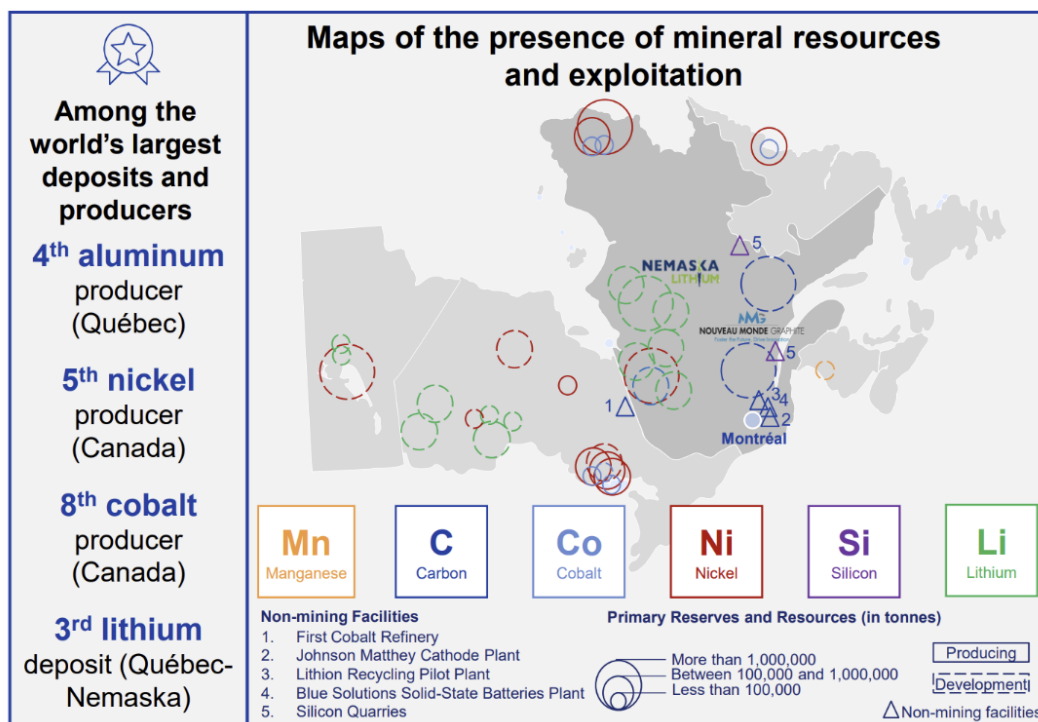 Among the
world's largest
deposits and
producers
4th aluminum
producer
(Québec)
5th nickel
producer
(Canada)
8th cobalt
producer
(Canada)
3rd lithium
deposit (Québec-
Nemaska)
Maps of the presence of mineral resources
and exploitation
5
NEMASKA
LITHIUM
NMG
NOUVEAU MONDE GRAPHITE
5
3
4
1
2
Montréal
Mn
Manganese
C
Carbon
Co
Cobalt
Ni
Nickel
Si
Silicon
Li
Lithium
Non-mining Facilities
1. First Cobalt Refinery
2. Johnson Matthey Cathode Plant
3. Lithion Recycling Pilot Plant
4. Blue Solutions Solid-State Batteries Plant
5. Silicon Quarries
Primary Reserves and Resources (in tonnes)
More than 1,000,000
Between 100,000 and 1,000,000
Less than 100,000
Producing
Development
Non-mining facilities